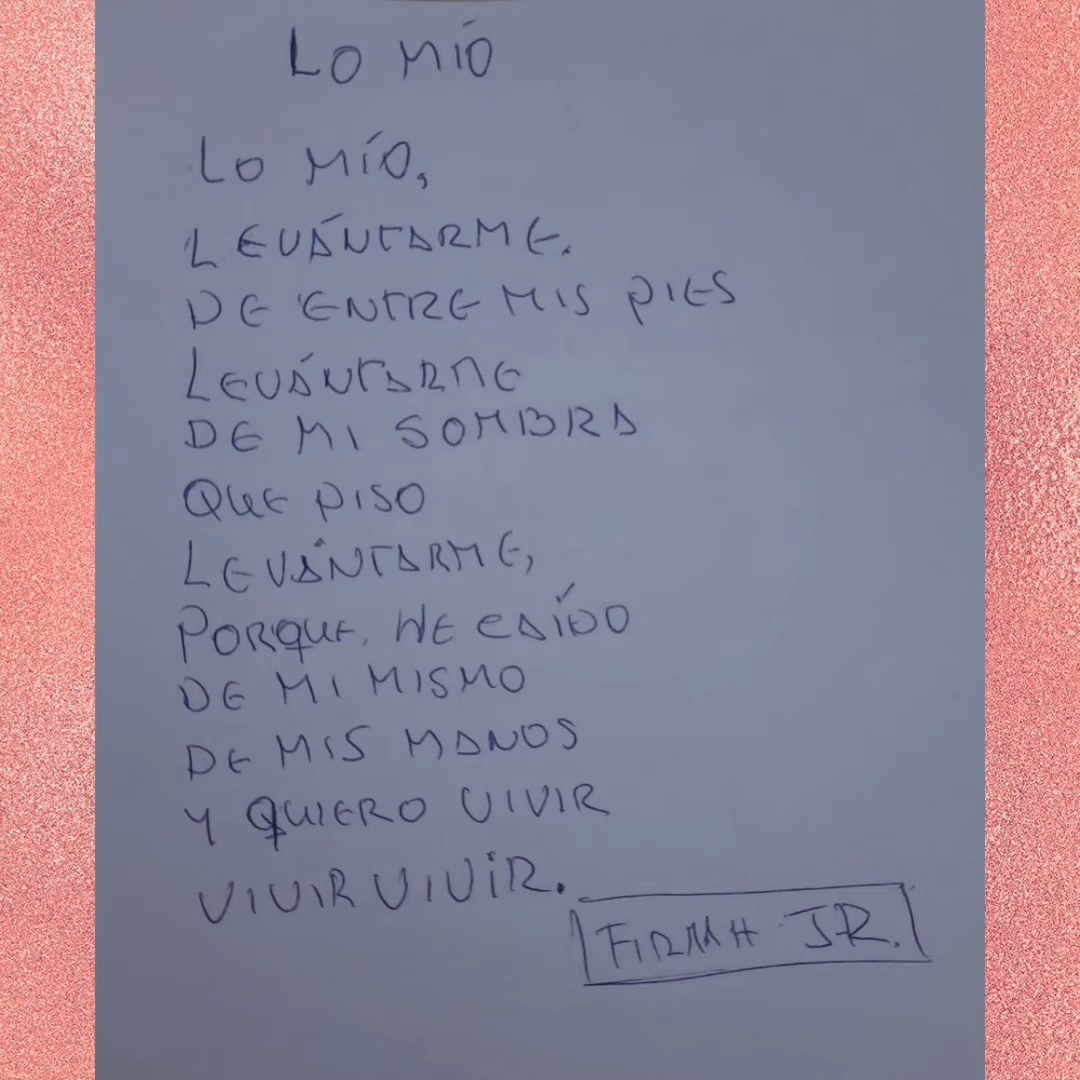 LO MÍO
LO MÍO,
LEVÁNTARME.
DE ENTRE MIS PIES
LEVÁNTARME
DE MI SOMBRA
QUE PISO
LEVÁNTARME,
PORQUE, HE CAÍDO
DE MI MISMO
DE MIS MANOS
Y QUIERO VIVIR
VIVIR VIVIR.
FIRMAH JR.